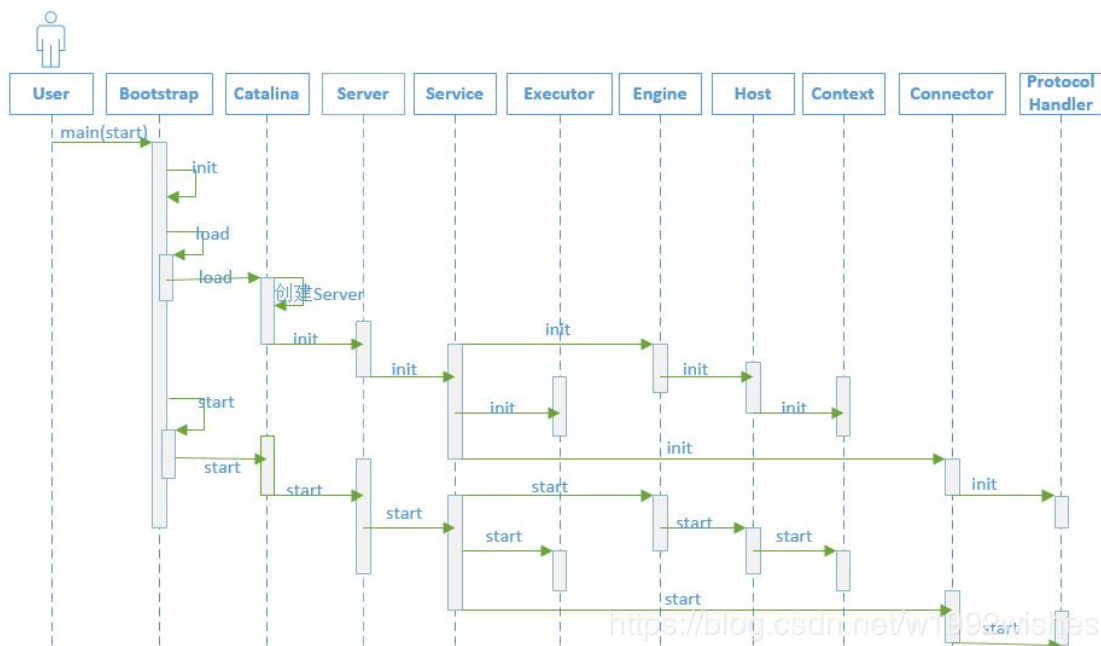 User Bootstrap Catalina Server Service Executor Engine Host Context Connector Protocol Handler
main(start)
init
load
load
创建Server
init
init
init
init
init
init
start
init
start
init
start
start
start
start
start
start
start
start
https://blog.csdn.net/w1992wishes
start